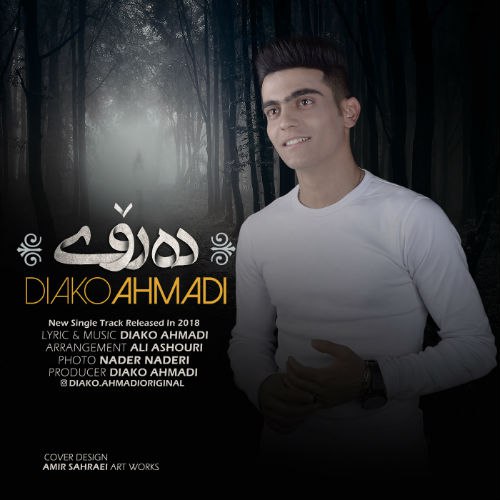 دەرۆی
DIAKO AHMADI
New Single Track Released In 2018
LYRIC & MUSIC DIAKO AHMADI
ARRANGEMENT ALI ASHOURI
PHOTO NADER NADERI
PRODUCER DIAKO AHMADI
DIAKO.AHMADIORIGINAL
COVER DESIGN
AMIR SAHRAEI ART WORKS